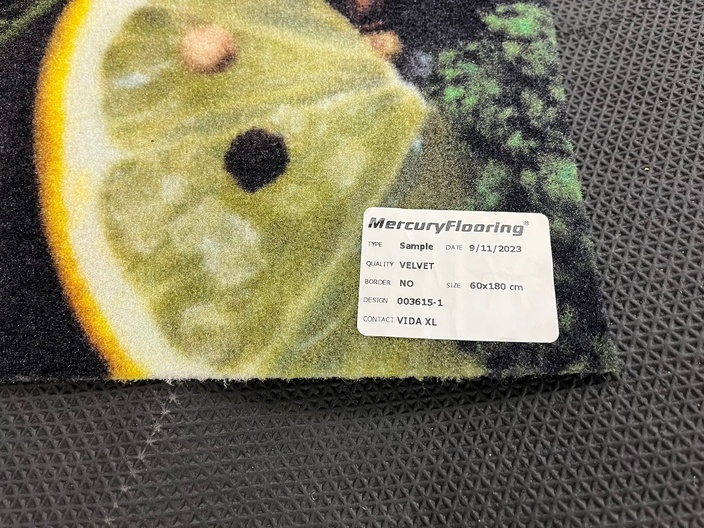 MercuryFlooring®
TYPE Sample DATE 9/11/2023
QUALITY VELVET
BORDER NO SIZE 60x180 cm
DESIGN 003615-1
CONTACT VIDA XL